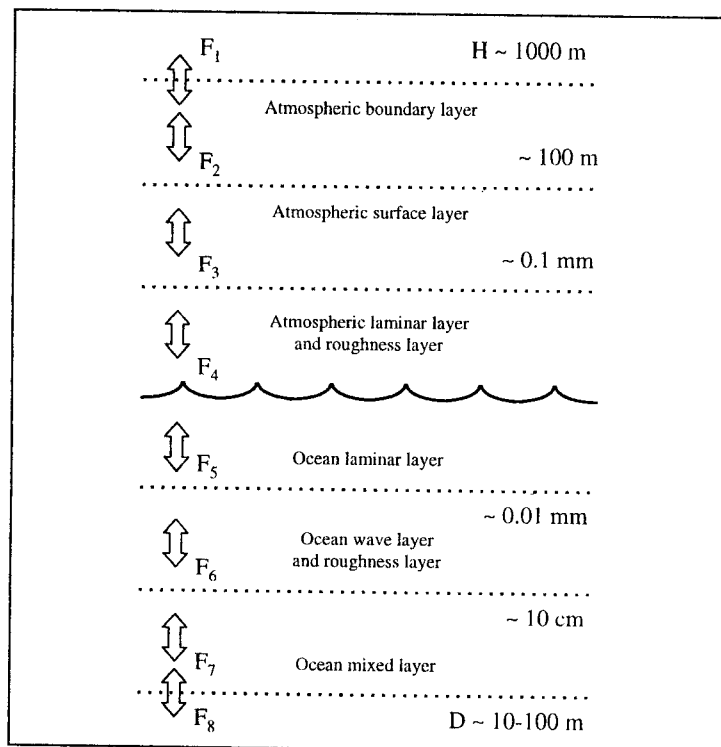 F1
H ~ 1000 m
Atmospheric boundary layer
F2
~ 100 m
Atmospheric surface layer
F3
~ 0.1 mm
Atmospheric laminar layer
and roughness layer
F4
F5
Ocean laminar layer
~ 0.01 mm
Ocean wave layer
and roughness layer
F6
~ 10 cm
F7
Ocean mixed layer
F8
D ~ 10-100 m